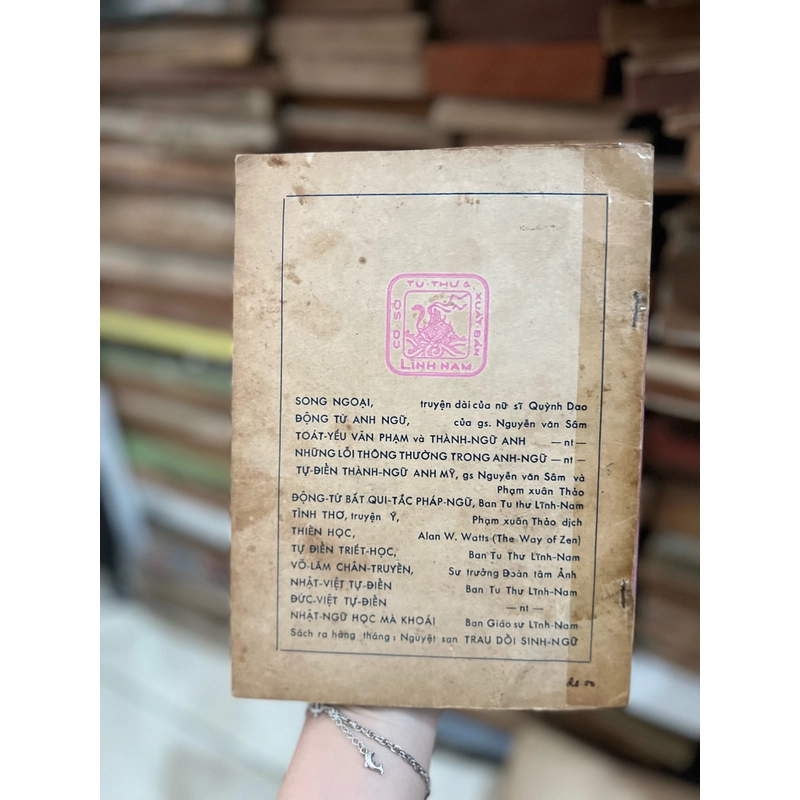 CƠ SỞ TU-THƯ & XUẤT-BẢN
LĨNH NAM
SONG NGOẠI, truyện dài của nữ sĩ Quỳnh Dao
ĐỘNG TỪ ANH NGỮ, của gs. Nguyễn văn Sâm
TOÁT-YẾU VĂN PHẠM và THÀNH-NGỮ ANH —nt—
NHỮNG LỖI THÔNG THƯỜNG TRONG ANH-NGỮ —nt—
TỰ-ĐIỂN THÀNH-NGỮ ANH MỸ, gs Nguyễn văn Sâm và
Phạm xuân Thảo
ĐỘNG-TỪ BẤT QUI-TẮC PHÁP-NGỮ, Ban Tu thư Lĩnh-Nam
TÌNH THƠ, truyện Ý, Phạm xuân Thảo dịch
THIỀN HỌC, Alan W. Watts (The Way of Zen)
TỰ ĐIỂN TRIẾT-HỌC, Ban Tu Thư Lĩnh-Nam
VÕ-LÂM CHÂN-TRUYỀN, Sư trưởng Đoàn tâm Ảnh
NHẬT-VIỆT TỰ-ĐIỂN Ban Tu Thư Lĩnh-Nam
ĐỨC-VIỆT TỰ-ĐIỂN —nt—
NHẬT-NGỮ HỌC MÀ KHOÁI Ban Giáo sư Lĩnh-Nam
Sách ra hàng tháng: Nguyệt san TRAU DỒI SINH-NGỮ